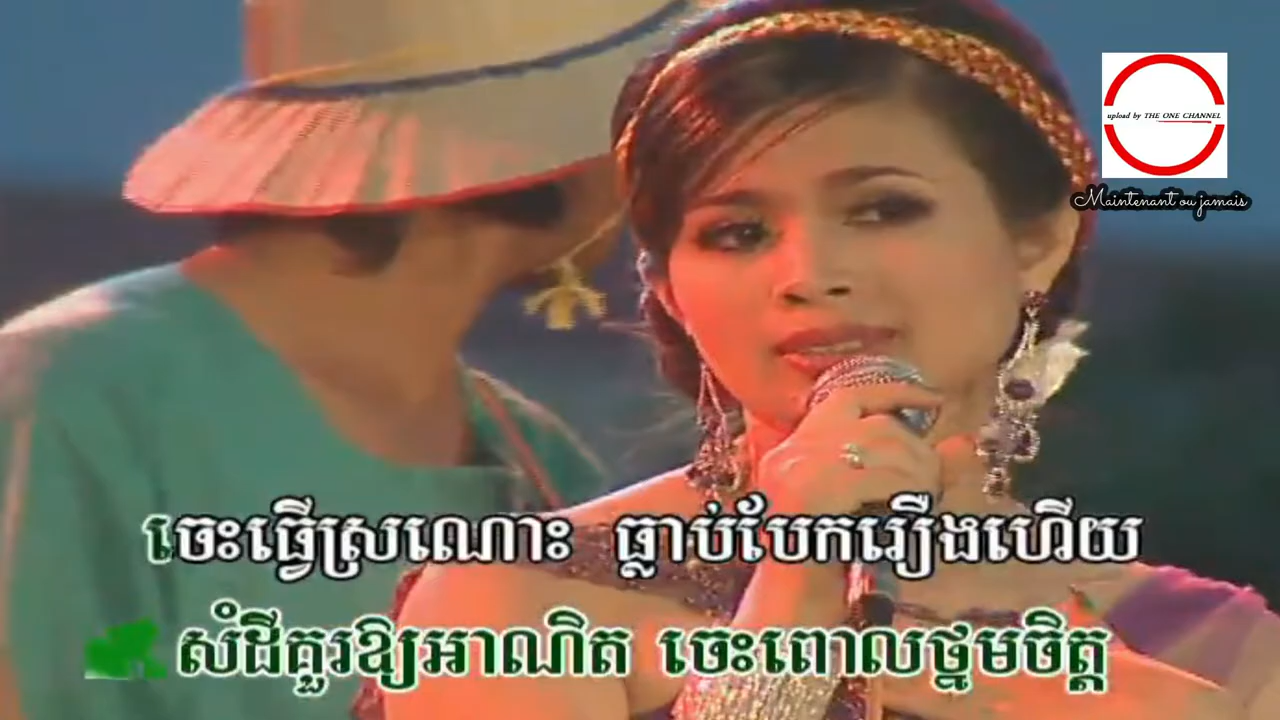 upload by THE ONE CHANNEL
Maintenant ou jamais
ចេះធ្វើស្រណោះ ធ្លាប់បែករឿងហើយ
សំដីគួរឱ្យអាណិត ចេះពោលថ្នមចិត្ត